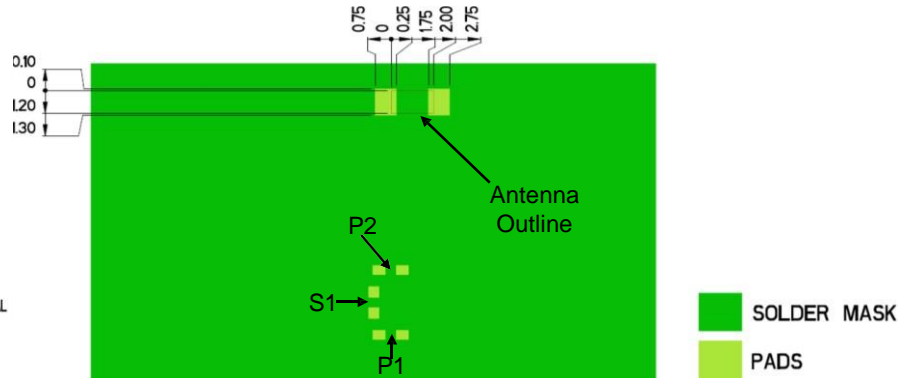 0.75
0
0.25
1.75
2.00
2.75
0.10
0
1.20
1.30
Antenna
Outline
P2
S1
P1
L
SOLDER MASK
PADS